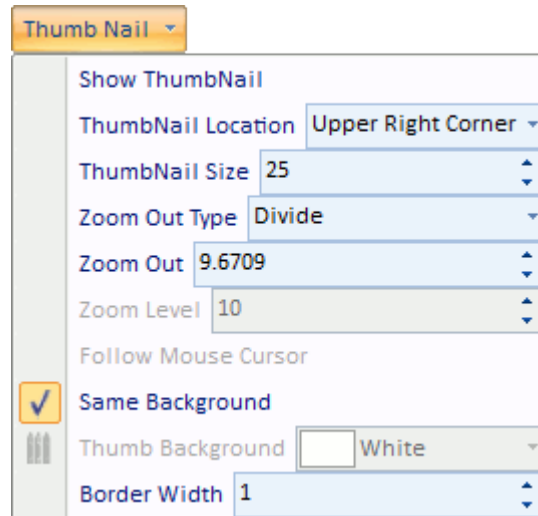 Thumb Nail
Show ThumbNail
ThumbNail Location Upper Right Corner
ThumbNail Size 25
Zoom Out Type Divide
Zoom Out 9.6709
Zoom Level 10
Follow Mouse Cursor
Same Background
Thumb Background White
Border Width 1